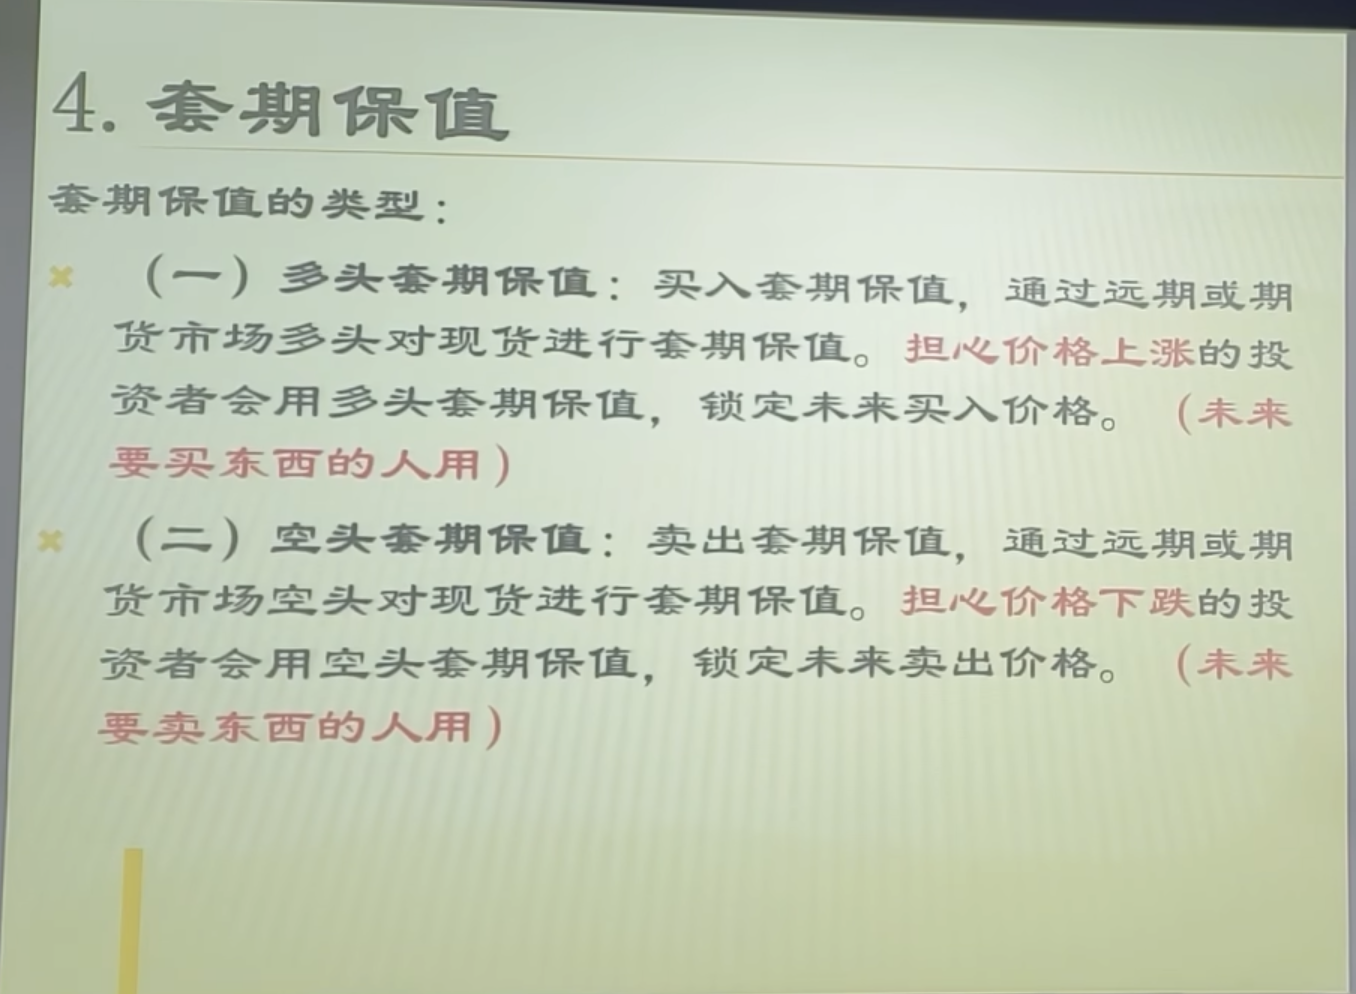 4. 套期保值
套期保值的类型：
（一）多头套期保值：买入套期保值，通过远期或期
货市场多头对现货进行套期保值。担心价格上涨的投
资者会用多头套期保值，锁定未来买入价格。（未来
要买东西的人用）
（二）空头套期保值：卖出套期保值，通过远期或期
货市场空头对现货进行套期保值。担心价格下跌的投
资者会用空头套期保值，锁定未来卖出价格。（未来
要卖东西的人用）